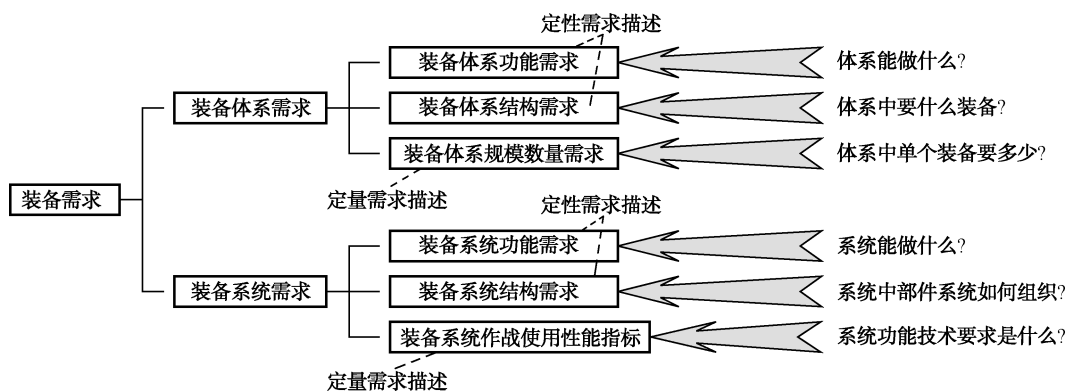 定性需求描述
装备体系功能需求
体系能做什么?
装备体系需求
装备体系结构需求
体系中要什么装备?
装备体系规模数量需求
体系中单个装备要多少?
装备需求
定量需求描述
定性需求描述
装备系统功能需求
系统能做什么?
装备系统需求
装备系统结构需求
系统中部件系统如何组织?
装备系统作战使用性能指标
系统功能技术要求是什么?
定量需求描述